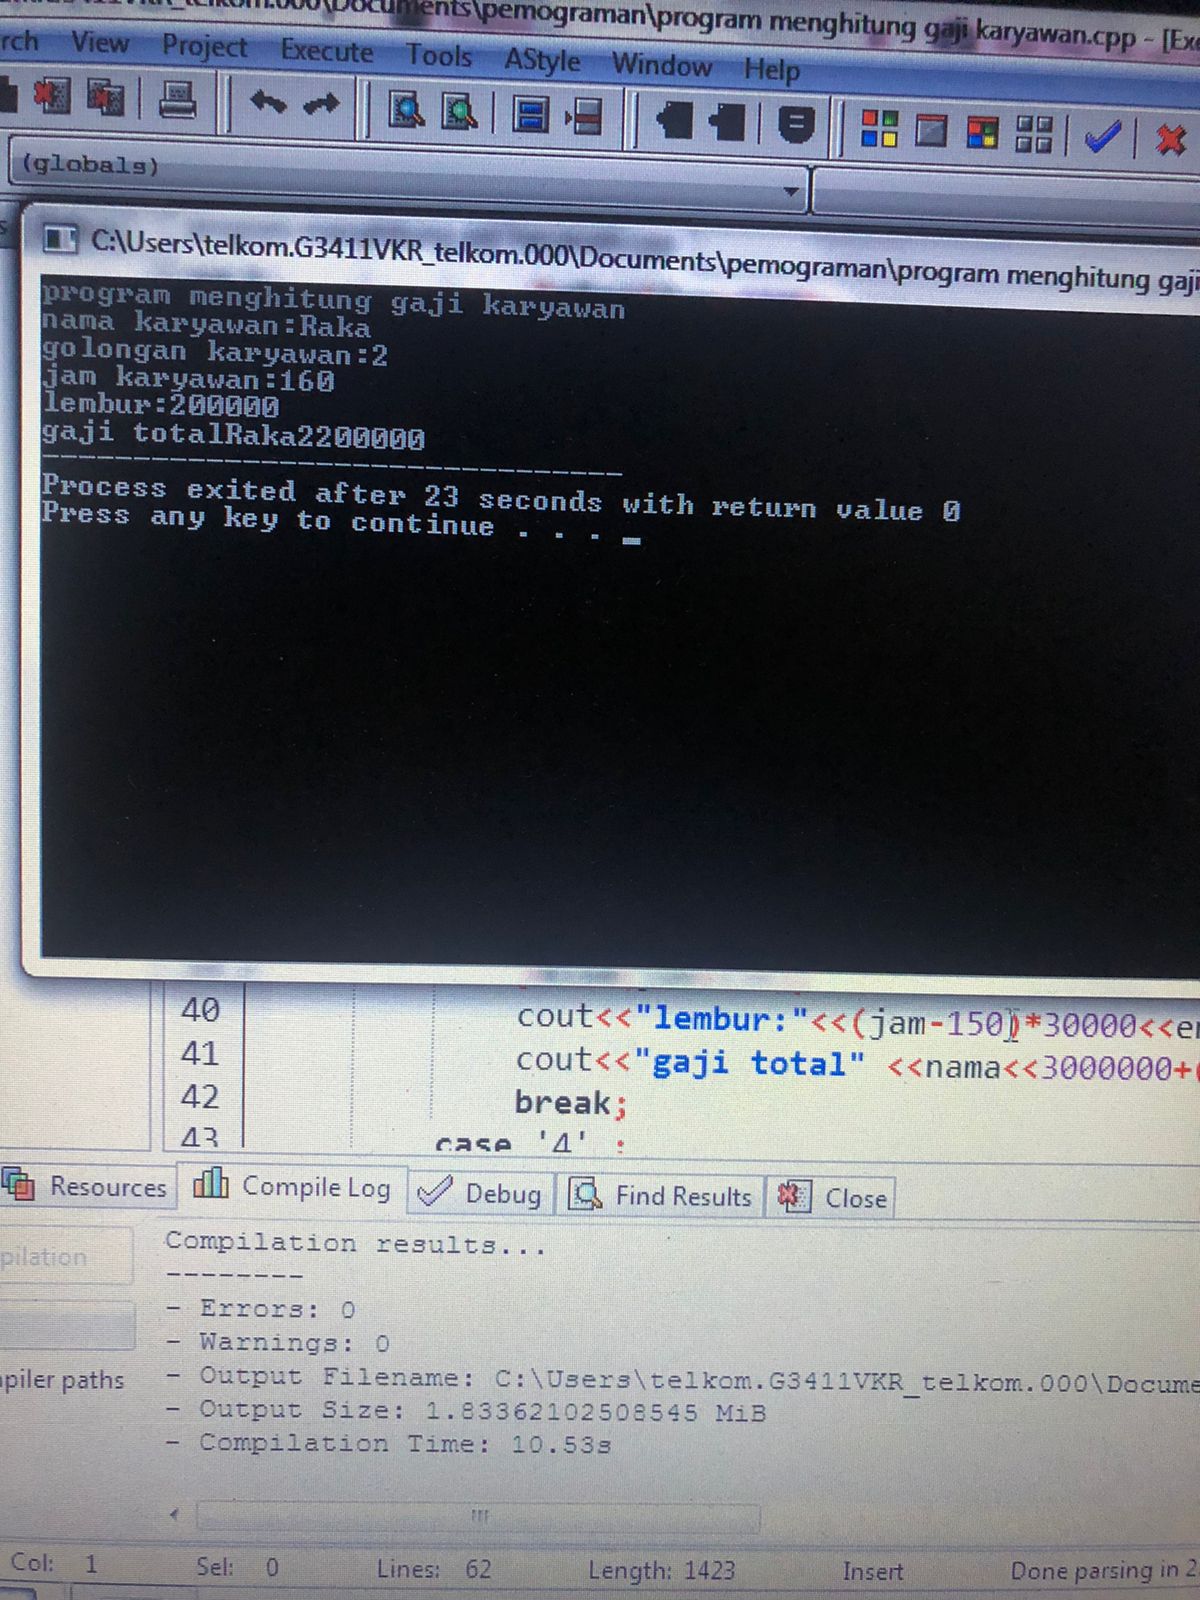 \Documents\pemograman\program menghitung gaji karyawan.cpp - [Exe
rch View Project Execute Tools AStyle Window Help
(globals)
C:\Users\telkom.G3411VKR_telkom.000\Documents\pemograman\program menghitung gaji
program menghitung gaji karyawan
nama karyawan:Raka
golongan karyawan:2
jam karyawan:160
lembur:200000
gaji totalRaka2200000
--------------------------------
Process exited after 23 seconds with return value 0
Press any key to continue . . . _
40 cout<<"lembur:"<<(jam-150)*30000<<en
41 cout<<"gaji total" <<nama<<3000000+(
42 break;
43 case '4' :
Resources Compile Log Debug Find Results Close
pilation
Compilation results...
--------
- Errors: 0
- Warnings: 0
piler paths
- Output Filename: C:\Users\telkom.G3411VKR_telkom.000\Docume
- Output Size: 1.83362102508545 MiB
- Compilation Time: 10.53s
Col: 1 Sel: 0 Lines: 62 Length: 1423 Insert Done parsing in 2